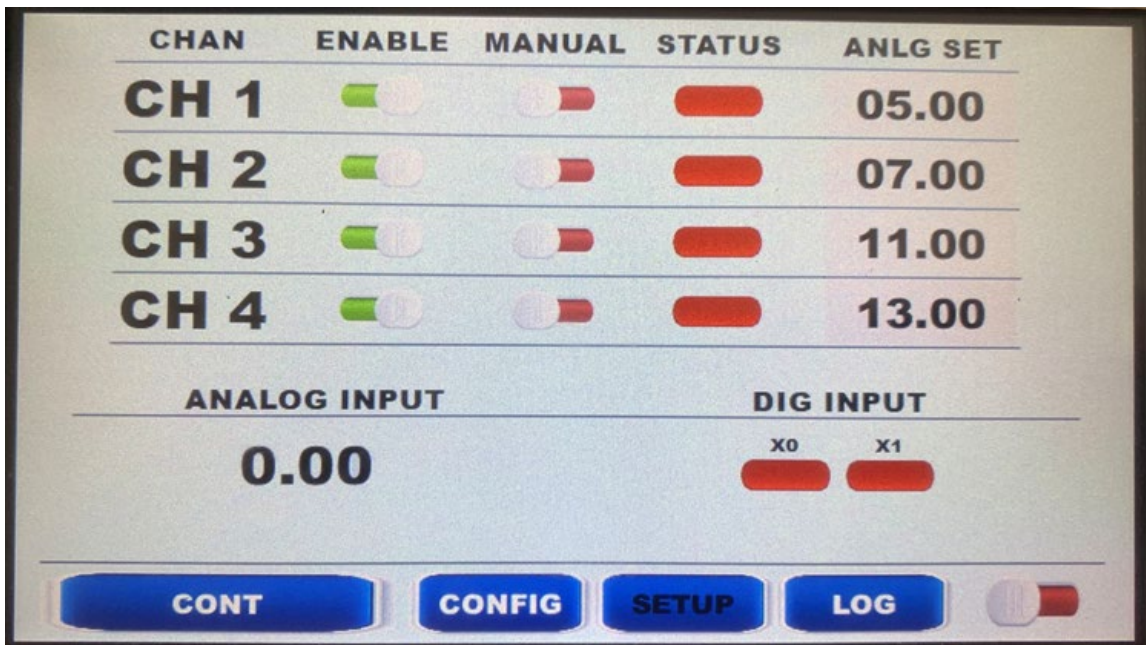 CHAN ENABLE MANUAL STATUS ANLG SET
CH 1 05.00
CH 2 07.00
CH 3 11.00
CH 4 13.00
ANALOG INPUT DIG INPUT
X0 X1
0.00
CONT CONFIG SETUP LOG